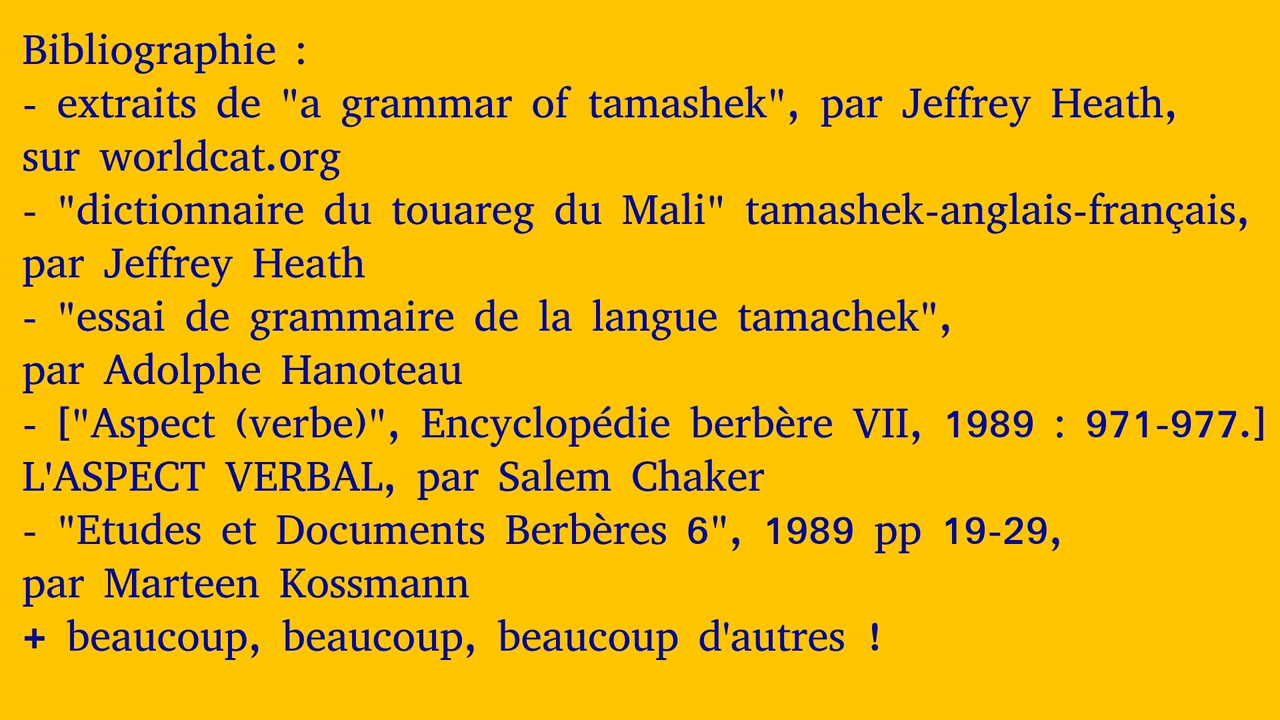 Bibliographie :
- extraits de "a grammar of tamashek", par Jeffrey Heath,
sur worldcat.org
- "dictionnaire du touareg du Mali" tamashek-anglais-français,
par Jeffrey Heath
- "essai de grammaire de la langue tamachek",
par Adolphe Hanoteau
- ["Aspect (verbe)", Encyclopédie berbère VII, 1989 : 971-977.]
L'ASPECT VERBAL, par Salem Chaker
- "Etudes et Documents Berbères 6", 1989 pp 19-29,
par Marteen Kossmann
+ beaucoup, beaucoup, beaucoup d'autres !